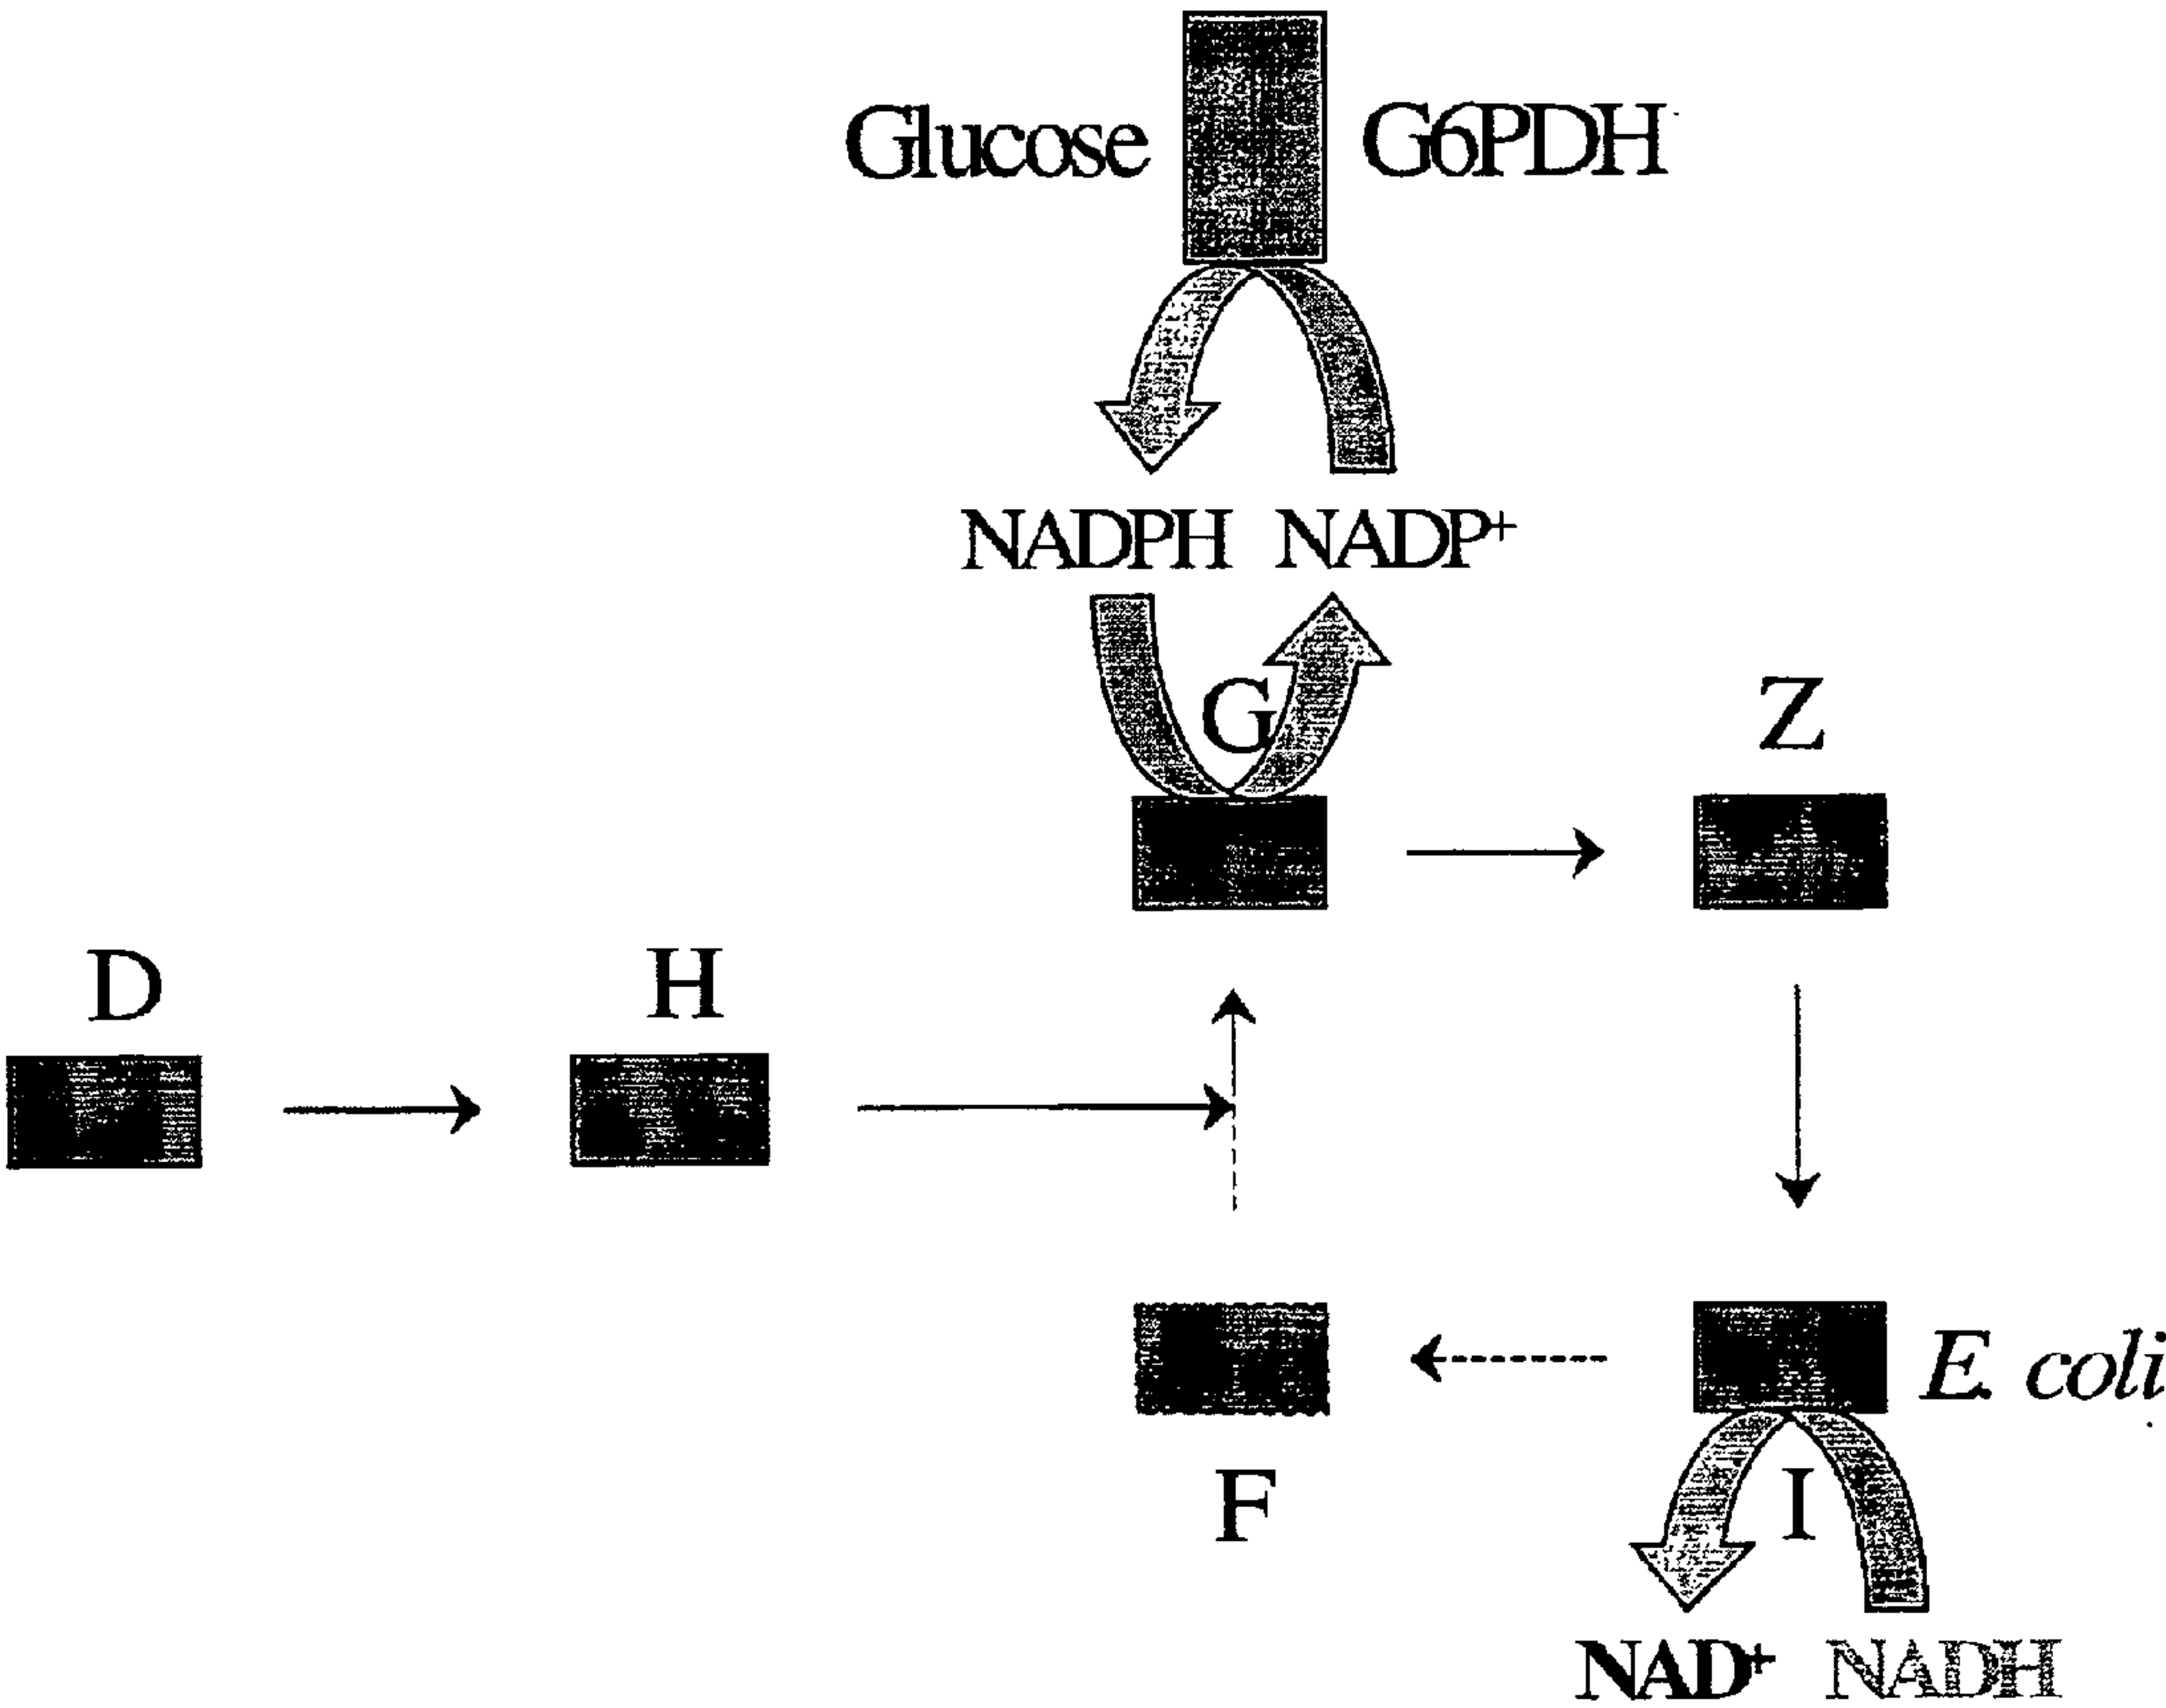 Glucose G6PDH
NADPH NADP+
G
Z
D
H
E. coli
F
I
NAD+ NADH